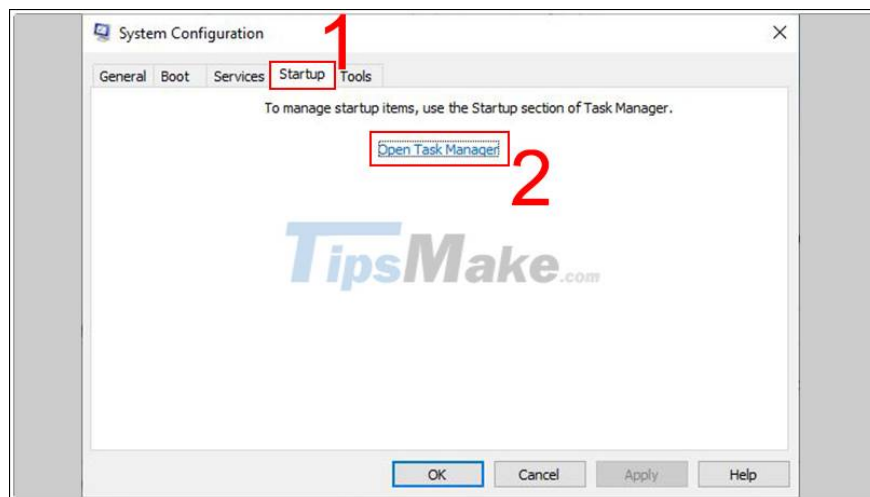 System Configuration
1
General Boot Services Startup Tools
To manage startup items, use the Startup section of Task Manager.
Open Task Manager
2
TipsMake.com
OK Cancel Apply Help